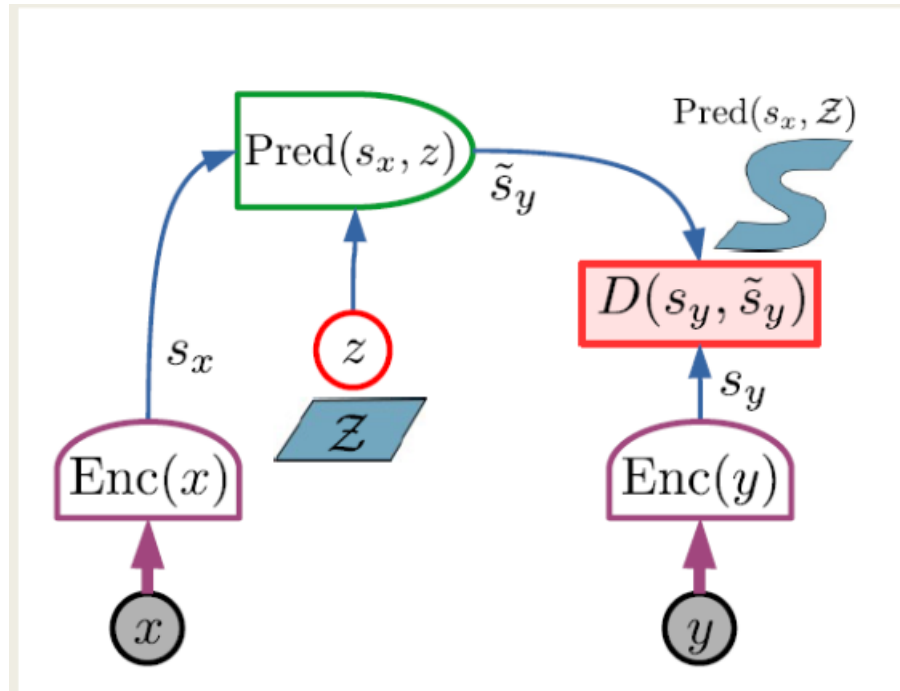 Pred(s_x, 𝒵)
Pred(s_x, z)
s̃_y
D(s_y, s̃_y)
s_x
z
s_y
𝒵
Enc(x)
Enc(y)
x
y